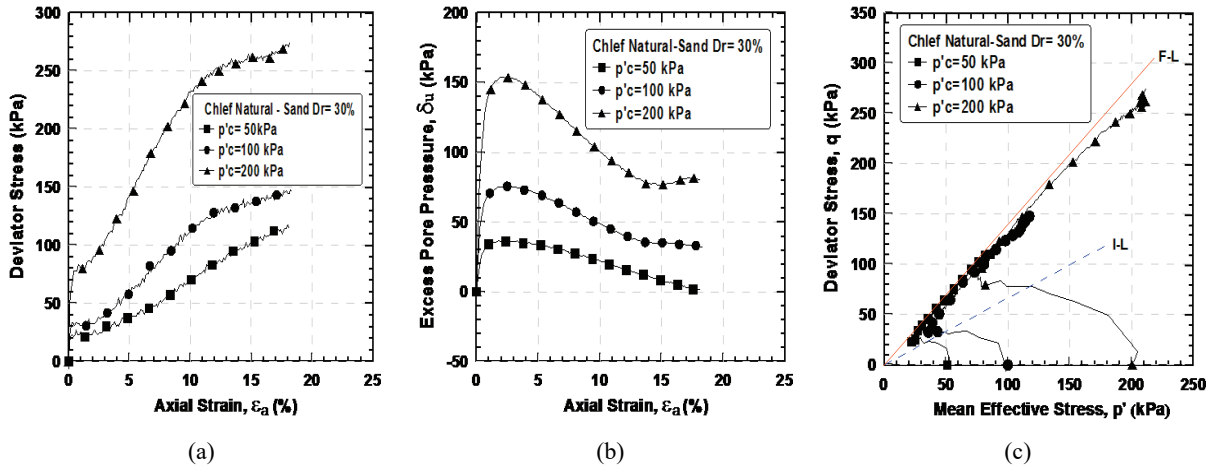 300
250
200
150
100
50
0
0
5
10
15
20
25
Deviator Stress (kPa)
Axial Strain, εa (%)
Chlef Natural - Sand Dr= 30%
p'c= 50kPa
p'c=100 kPa
p'c=200 kPa
(a)
200
150
100
50
0
-50
0
5
10
15
20
25
Excess Pore Pressure, δu (kPa)
Axial Strain, εa (%)
Chlef Natural-Sand Dr= 30%
p'c=50 kPa
p'c=100 kPa
p'c=200 kPa
(b)
350
300
250
200
150
100
50
0
0
50
100
150
200
250
Deviator Stress, q (kPa)
Mean Effective Stress, p' (kPa)
Chlef Natural-Sand Dr= 30%
p'c=50 kPa
p'c=100 kPa
p'c=200 kPa
F-L
I-L
(c)